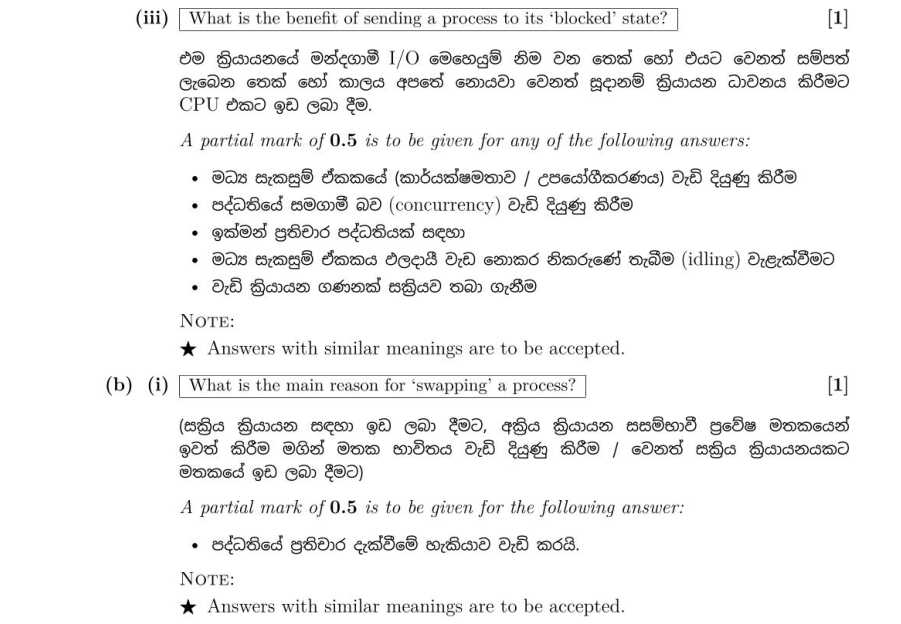 (iii) What is the benefit of sending a process to its ‘blocked’ state? [1]
එම ක්‍රියායනයේ මන්දගාමී I/O මෙහෙයුම් නිම වන තෙක් හෝ එයට වෙනත් සම්පත්
ලැබෙන තෙක් හෝ කාලය අපතේ නොයවා වෙනත් සූදානම් ක්‍රියායන ධාවනය කිරීමට
CPU එකට ඉඩ ලබා දීම.
A partial mark of 0.5 is to be given for any of the following answers:
• මධ්‍ය සැකසුම් ඒකකයේ (කාර්යක්ෂමතාව / උපයෝගීකරණය) වැඩි දියුණු කිරීම
• පද්ධතියේ සමගාමී බව (concurrency) වැඩි දියුණු කිරීම
• ඉක්මන් ප්‍රතිචාර පද්ධතියක් සඳහා
• මධ්‍ය සැකසුම් ඒකකය ඵලදායී වැඩ නොකර නිකරුණේ තැබීම (idling) වැළැක්වීමට
• වැඩි ක්‍රියායන ගණනක් සක්‍රියව තබා ගැනීම
NOTE:
★ Answers with similar meanings are to be accepted.
(b) (i) What is the main reason for ‘swapping’ a process? [1]
(සක්‍රිය ක්‍රියායන සඳහා ඉඩ ලබා දීමට, අක්‍රිය ක්‍රියායන සසම්භාවී ප්‍රවේෂ මතකයෙන්
ඉවත් කිරීම මගින් මතක භාවිතය වැඩි දියුණු කිරීම / වෙනත් සක්‍රිය ක්‍රියායනයකට
මතකයේ ඉඩ ලබා දීමට)
A partial mark of 0.5 is to be given for the following answer:
• පද්ධතියේ ප්‍රතිචාර දැක්වීමේ හැකියාව වැඩි කරයි.
NOTE:
★ Answers with similar meanings are to be accepted.